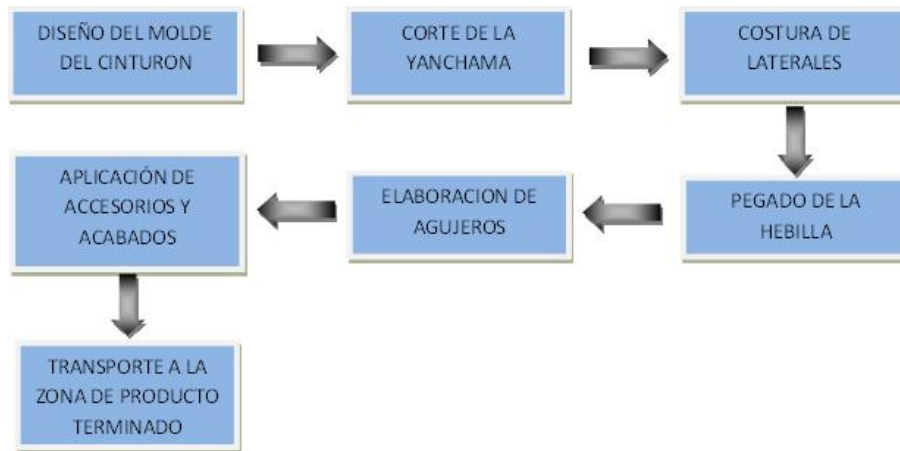 DISEÑO DEL MOLDE
DEL CINTURON
CORTE DE LA
YANCHAMA
COSTURA DE
LATERALES
PEGADO DE LA
HEBILLA
ELABORACION DE
AGUJEROS
APLICACIÓN DE
ACCESORIOS Y
ACABADOS
TRANSPORTE A LA
ZONA DE PRODUCTO
TERMINADO